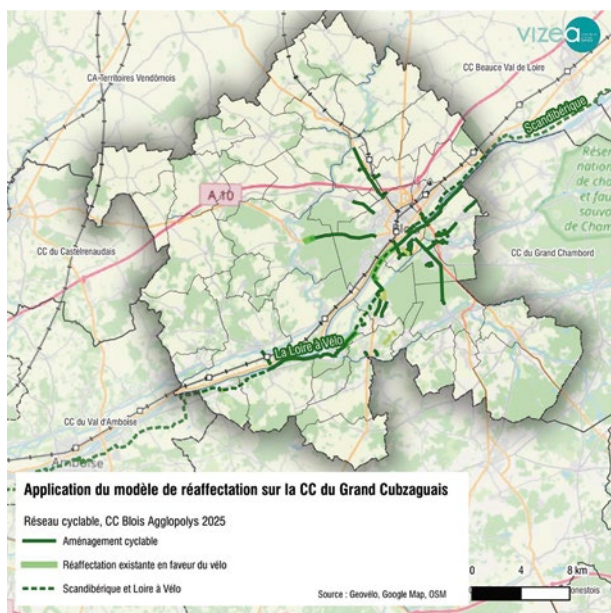 vizea
CA-Territoires Vendômois
CC Beauce Val de Loire
Scandibérique
A 10
Blois
CC du Castelrenaudais
CC du Grand Chambord
La Loire à Vélo
CC du Val d'Amboise
Amboise
Application du modèle de réaffectation sur la CC du Grand Cubzaguais
Réseau cyclable, CC Blois Agglopolys 2025
Aménagement cyclable
Réaffectation existante en faveur du vélo
Scandibérique et Loire à Vélo
Source : Geovélo, Google Map, OSM
0 4 8 km